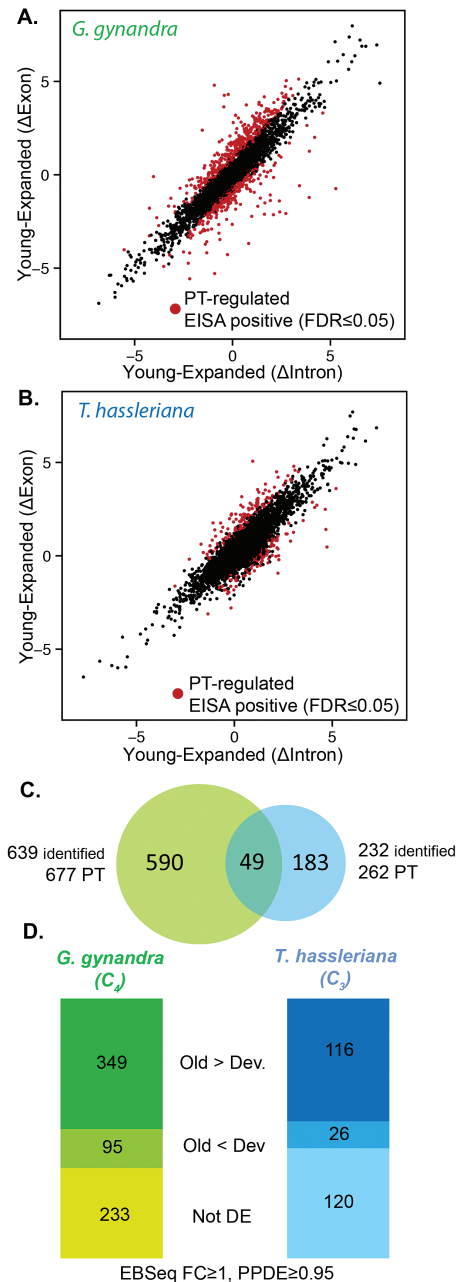 A.
G. gynandra
Young-Expanded (ΔExon)
5
0
−5
PT-regulated
EISA positive (FDR≤0.05)
−5
0
5
Young-Expanded (ΔIntron)
B.
T. hassleriana
Young-Expanded (ΔExon)
5
0
−5
PT-regulated
EISA positive (FDR≤0.05)
−5
0
5
Young-Expanded (ΔIntron)
C.
639 identified
677 PT
590
49
183
232 identified
262 PT
D.
G. gynandra
(C4)
T. hassleriana
(C3)
349
Old > Dev.
116
95
Old < Dev
26
233
Not DE
120
EBSeq FC≥1, PPDE≥0.95